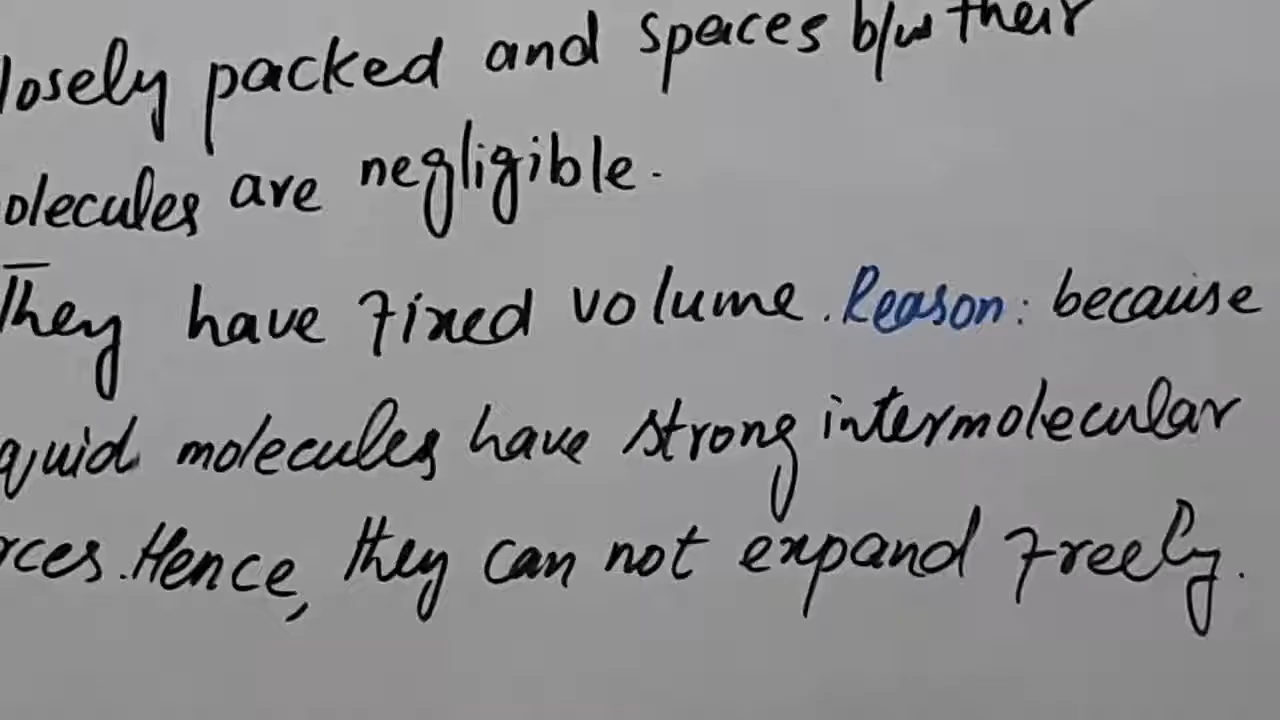 losely packed and spaces b/w their
olecules are negligible.
They have fixed volume. Reason: because
quid molecules have strong intermolecular
rces. Hence, they can not expand freely.